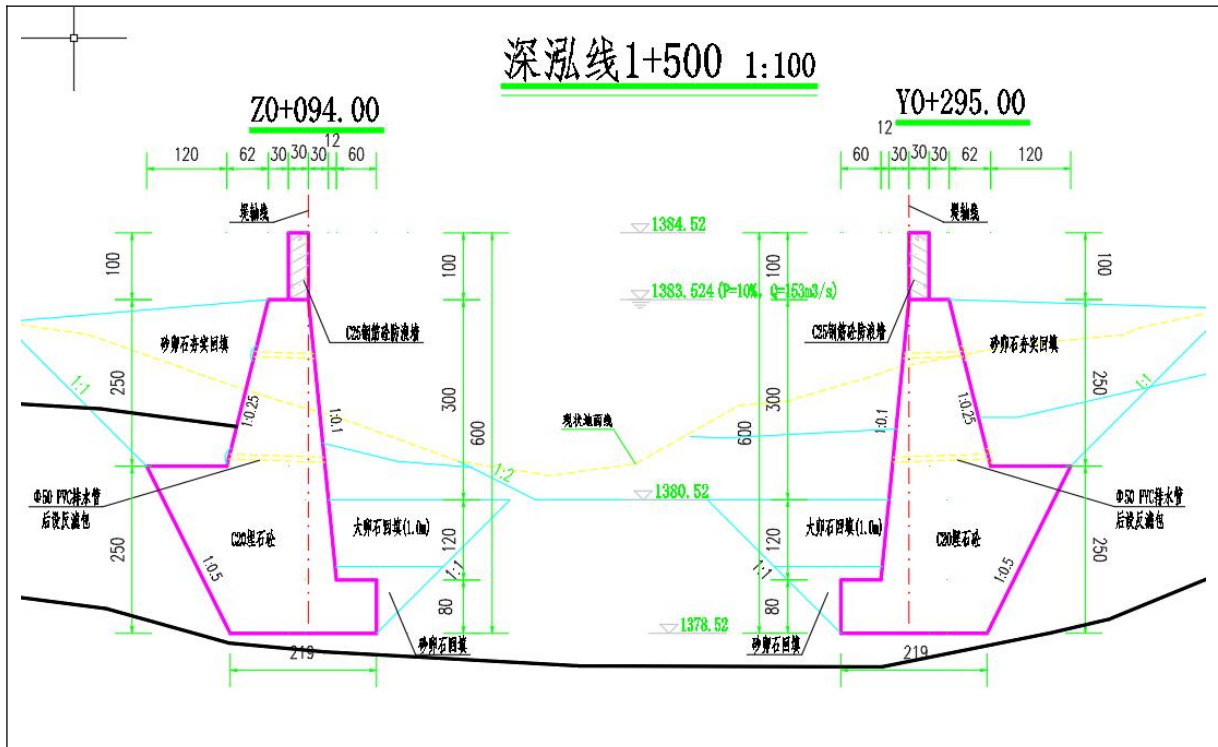 深泓线1+500 1:100
Z0+094.00
Y0+295.00
12
120 62 30 30 30 60
12
60 30 30 30 62 120
堤轴线
堤轴线
1384.52
100
100
100
100
1383.524(P=10%, Q=153m3/s)
C25钢筋砼防浪墙
C25钢筋砼防浪墙
砂卵石夯实回填
砂卵石夯实回填
1:1
1:1
250
300
300
250
1:0.25
1:0.1
1:0.1
1:0.25
现状地面线
600
600
1:2
1380.52
Φ50 PVC排水管
后设反滤包
Φ50 PVC排水管
后设反滤包
C20埋石砼
大卵石回填(1.0m)
大卵石回填(1.0m)
C20埋石砼
250
120
120
250
1:0.5
1:1
1:1
1:0.5
80
80
1378.52
砂卵石回填
砂卵石回填
219
219